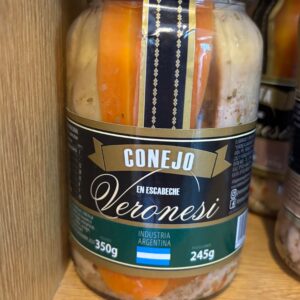 CONEJO
EN ESCABECHE
Veronesi
INDUSTRIA
ARGENTINA
350g
245g